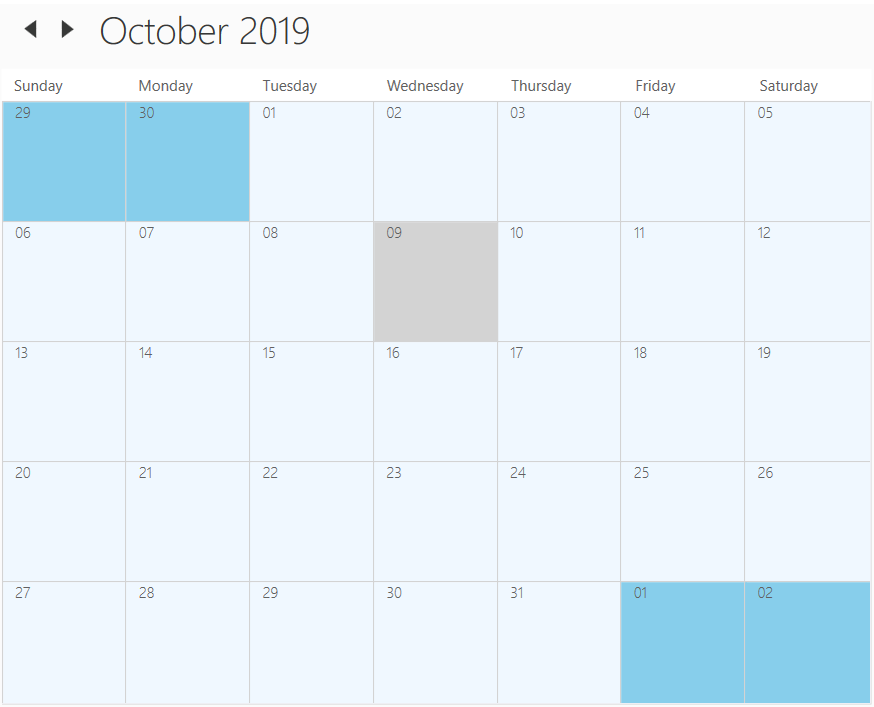 October 2019
Sunday Monday Tuesday Wednesday Thursday Friday Saturday
29 30 01 02 03 04 05
06 07 08 09 10 11 12
13 14 15 16 17 18 19
20 21 22 23 24 25 26
27 28 29 30 31 01 02